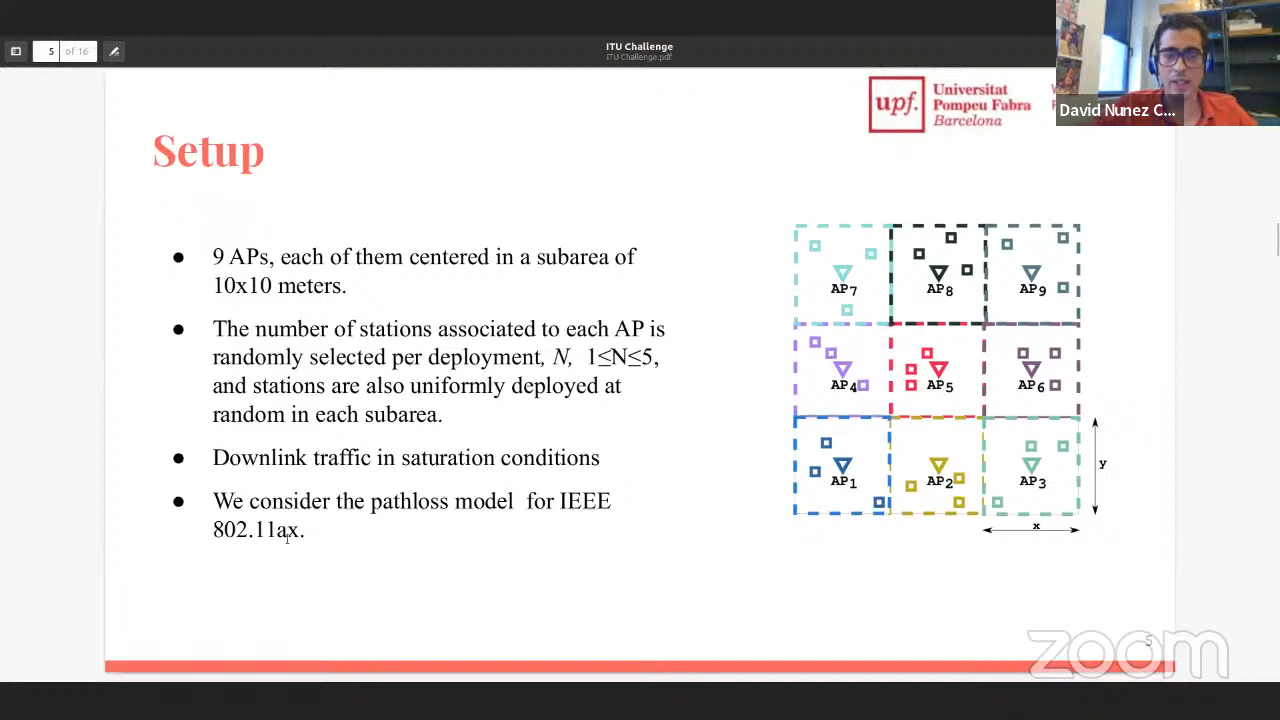 5 of 16
ITU Challenge
ITU Challenge.pdf
upf. Universitat
Pompeu Fabra
Barcelona
David Nunez C...
Setup
● 9 APs, each of them centered in a subarea of
10x10 meters.
● The number of stations associated to each AP is
randomly selected per deployment, N, 1≤N≤5,
and stations are also uniformly deployed at
random in each subarea.
● Downlink traffic in saturation conditions
● We consider the pathloss model for IEEE
802.11ax.
AP7 AP8 AP9
AP4 AP5 AP6
AP1 AP2 AP3
y
x
5
zoom